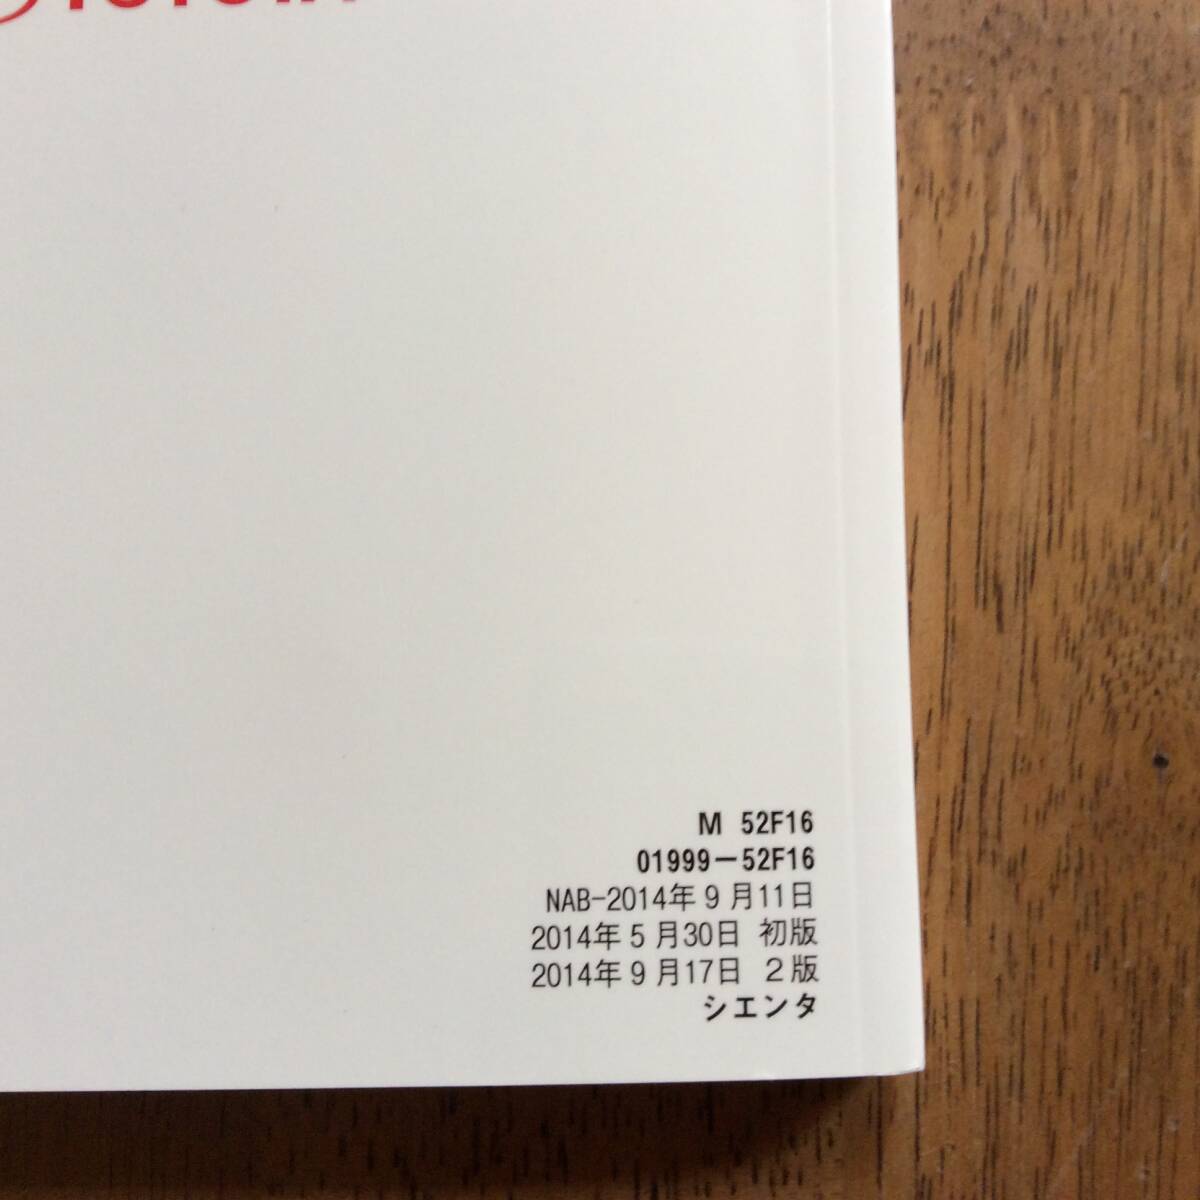 M 52F16
01999-52F16
NAB-2014年9月11日
2014年5月30日 初版
2014年9月17日 2版
シエンタ